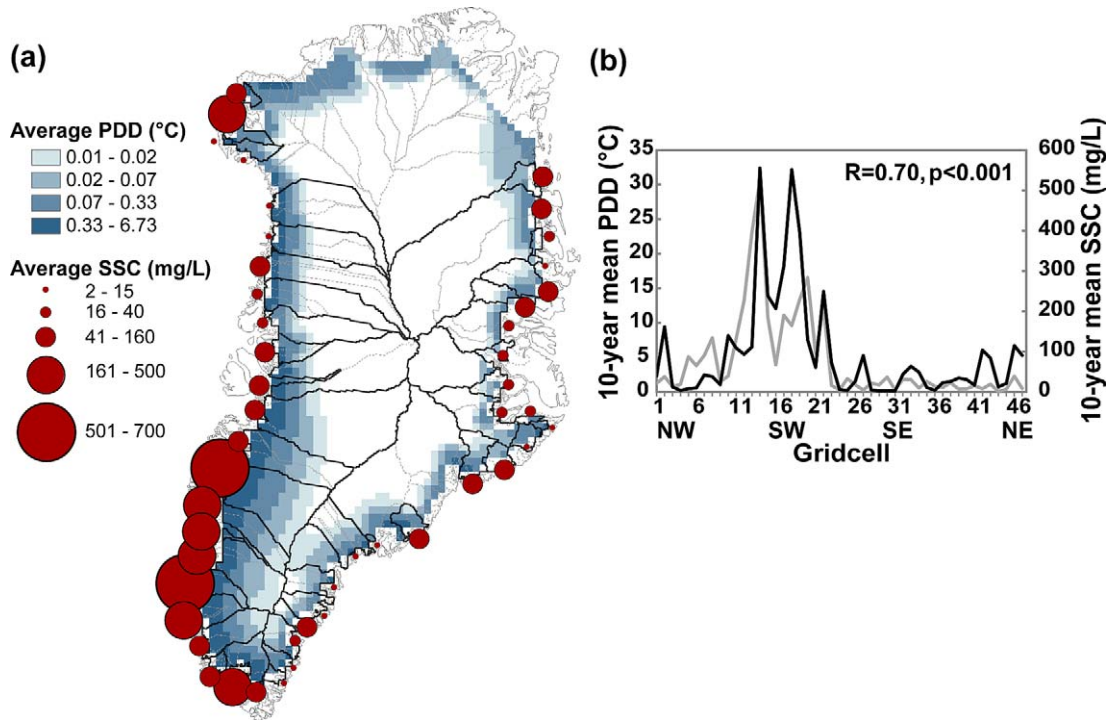 (a)
Average PDD (°C)
0.01 - 0.02
0.02 - 0.07
0.07 - 0.33
0.33 - 6.73
Average SSC (mg/L)
2 - 15
16 - 40
41 - 160
161 - 500
501 - 700
(b)
R=0.70, p<0.001
10-year mean PDD (°C)
35
30
25
20
15
10
5
0
600
500
400
300
200
100
0
10-year mean SSC (mg/L)
1 6 11 16 21 26 31 36 41 46
NW SW SE NE
Gridcell